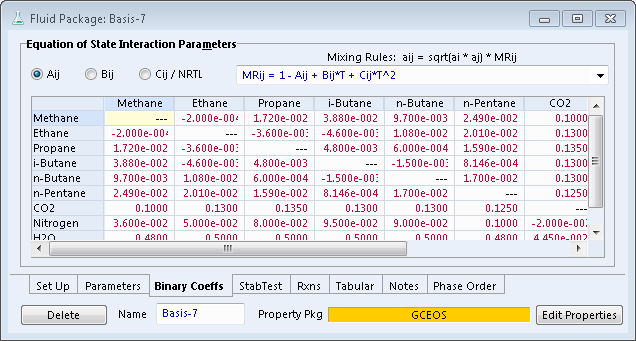 Fluid Package: Basis-7
Equation of State Interaction Parameters
Mixing Rules: aij = sqrt(ai * aj) * MRij
Aij Bij Cij / NRTL MRij = 1 - Aij + Bij*T + Cij*T^2
Methane Ethane Propane i-Butane n-Butane n-Pentane CO2
Methane --- -2.000e-004 1.720e-002 3.880e-002 9.700e-003 2.490e-002 0.1000
Ethane -2.000e-004 --- -3.600e-003 -4.600e-003 1.080e-002 2.010e-002 0.1300
Propane 1.720e-002 -3.600e-003 --- 4.800e-003 6.000e-004 1.590e-002 0.1350
i-Butane 3.880e-002 -4.600e-003 4.800e-003 --- -1.500e-003 8.146e-004 0.1300
n-Butane 9.700e-003 1.080e-002 6.000e-004 -1.500e-003 --- 1.700e-002 0.1300
n-Pentane 2.490e-002 2.010e-002 1.590e-002 8.146e-004 1.700e-002 --- 0.1250
CO2 0.1000 0.1300 0.1350 0.1300 0.1300 0.1250 ---
Nitrogen 3.600e-002 5.000e-002 8.000e-002 9.500e-002 9.000e-002 0.1000 -2.000e-002
H2O 0.4800 0.5000 0.5000 0.5000 0.5000 0.4800 4.450e-002
Set Up Parameters Binary Coeffs StabTest Rxns Tabular Notes Phase Order
Delete Name Basis-7 Property Pkg GCEOS Edit Properties